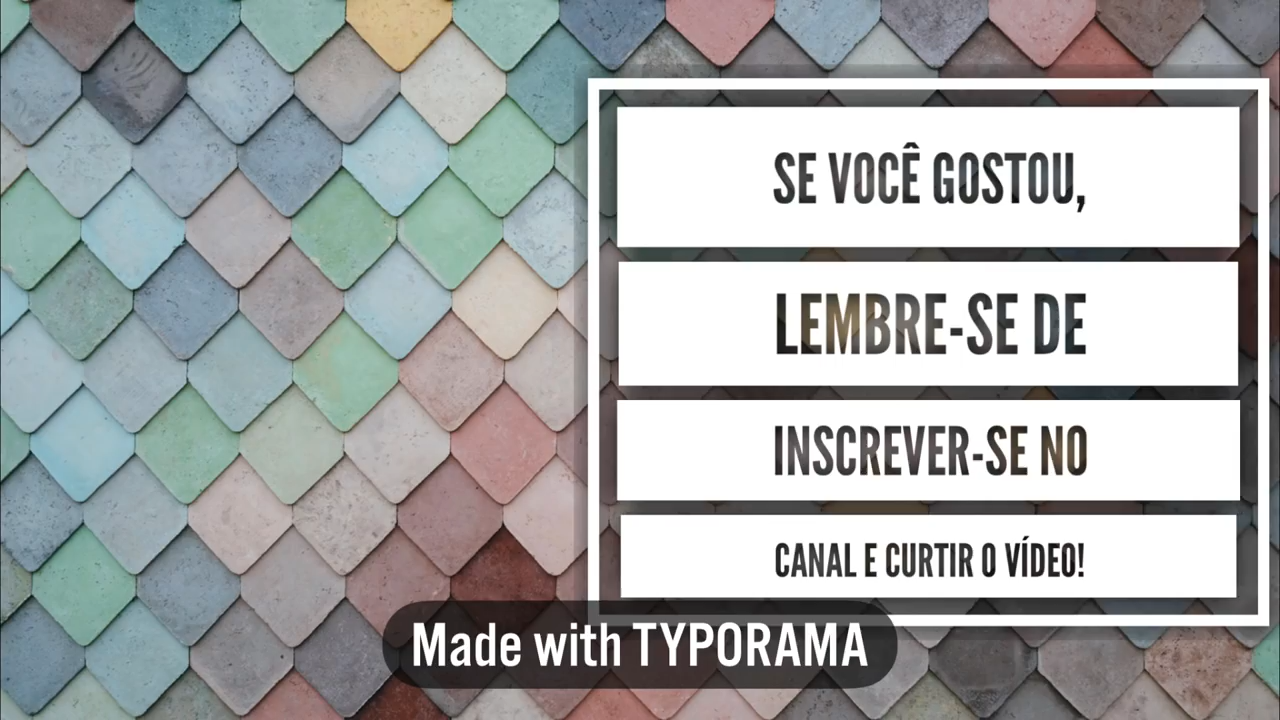 SE VOCÊ GOSTOU,
LEMBRE-SE DE
INSCREVER-SE NO
CANAL E CURTIR O VÍDEO!
Made with TYPORAMA